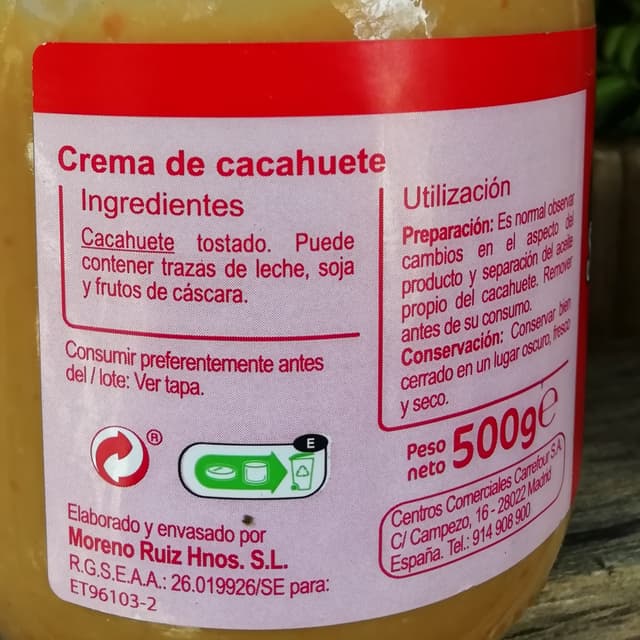 Crema de cacahuete
Ingredientes
Cacahuete tostado. Puede
contener trazas de leche, soja
y frutos de cáscara.
Consumir preferentemente antes
del / lote: Ver tapa.
®
E
Elaborado y envasado por
Moreno Ruiz Hnos. S.L.
R.G.S.E.A.A.: 26.019926/SE para:
ET96103-2
Utilización
Preparación: Es normal observar
cambios en el aspecto del
producto y separación del aceite
propio del cacahuete. Remover
antes de su consumo.
Conservación: Conservar bien
cerrado en un lugar oscuro, fresco
y seco.
Peso
neto 500g e
Centros Comerciales Carrefour S.A.
C/ Campezo, 16 - 28022 Madrid
España. Tel.: 914 908 900